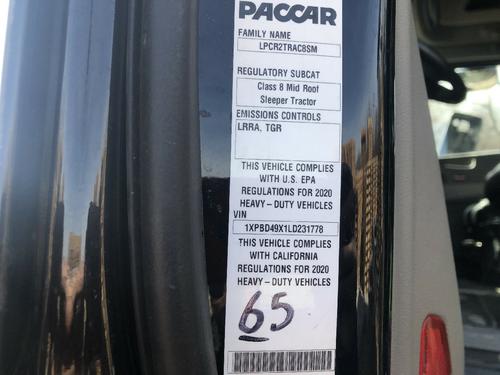 PACCAR
FAMILY NAME
LPCR2TRAC8SM
REGULATORY SUBCAT
Class 8 Mid Roof
Sleeper Tractor
EMISSIONS CONTROLS
LRRA, TGR
THIS VEHICLE COMPLIES
WITH U.S. EPA
REGULATIONS FOR 2020
HEAVY-DUTY VEHICLES
VIN
1XPBD49X1LD231778
THIS VEHICLE COMPLIES
WITH CALIFORNIA
REGULATIONS FOR 2020
HEAVY-DUTY VEHICLES
65